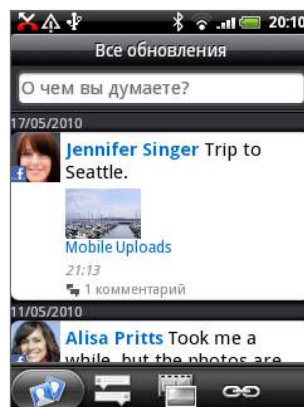 20:10
Все обновления
О чем вы думаете?
17/05/2010
Jennifer Singer Trip to
Seattle.
Mobile Uploads
21:13
1 комментарий
11/05/2010
Alisa Pritts Took me a
while, but the photos are